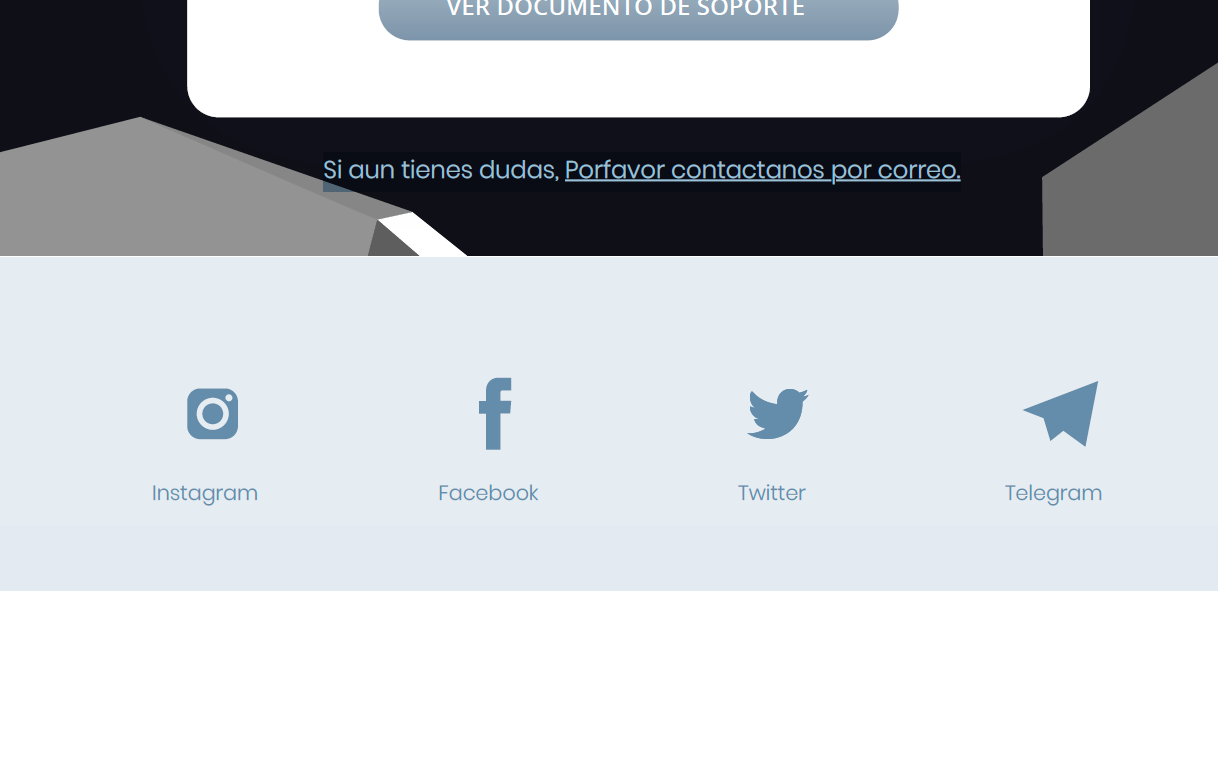 VER DOCUMENTO DE SOPORTE
Si aun tienes dudas, Porfavor contactanos por correo.
Instagram
Facebook
Twitter
Telegram